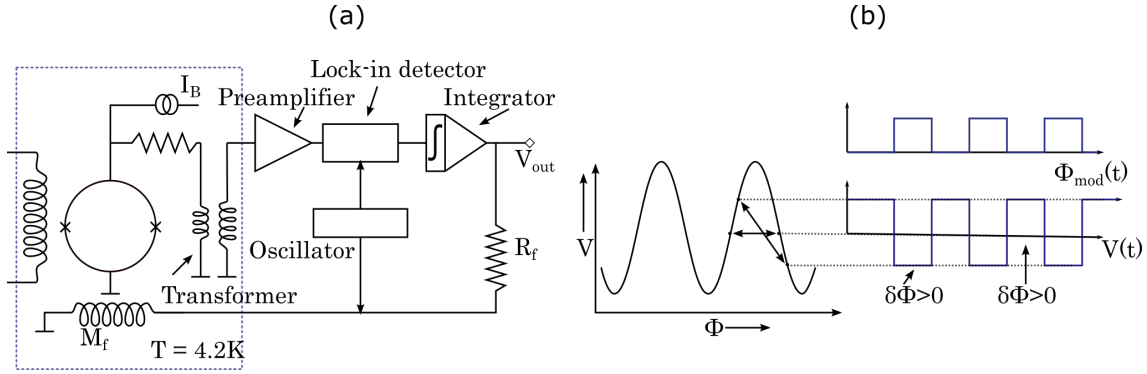 (a)
(b)
Lock-in detector
I_B
Preamplifier
Integrator
V_out
Φ_mod(t)
Oscillator
R_f
V
V(t)
Transformer
δΦ>0
δΦ>0
M_f
T = 4.2K
Φ